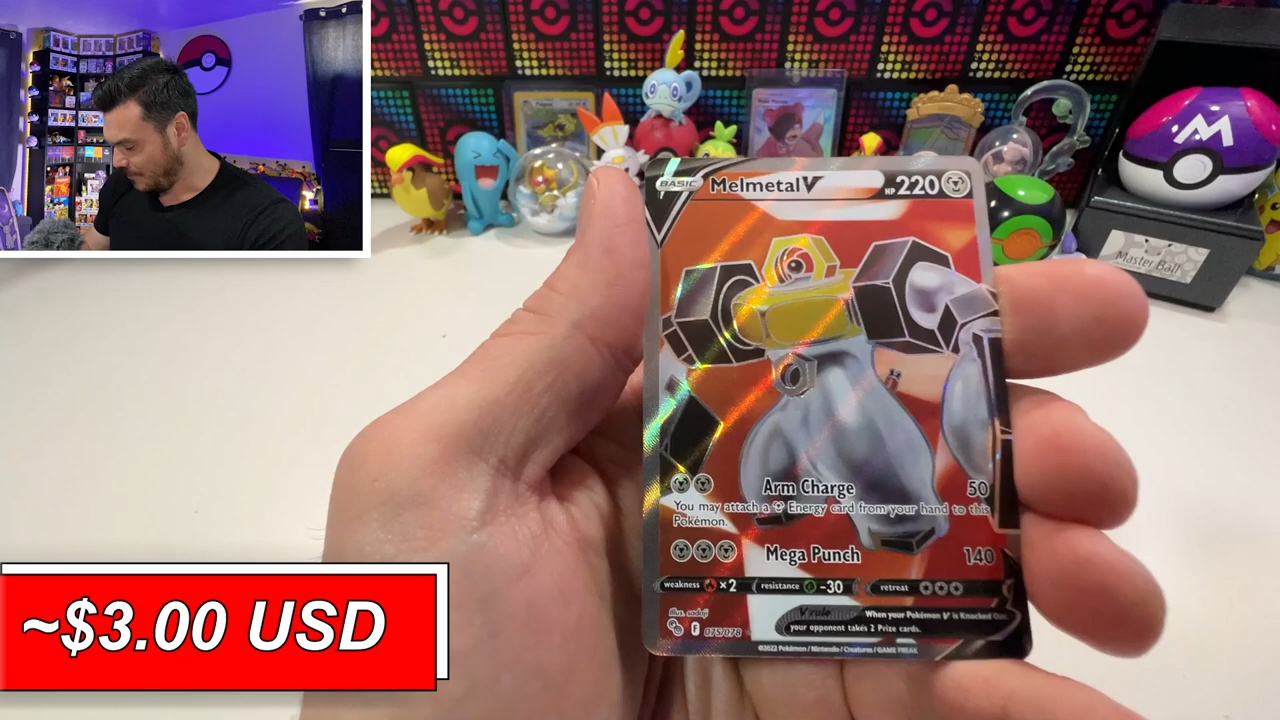 BASIC Melmetal V HP 220
Arm Charge 50
You may attach a Energy card from your hand to this
Pokémon.
Mega Punch 140
weakness ×2 resistance -30 retreat
V rule When your Pokémon V is Knocked Out,
your opponent takes 2 Prize cards.
Illus. sadaji
F 075/078
©2022 Pokémon / Nintendo / Creatures / GAME FREAK
M
Master Ball
~$3.00 USD